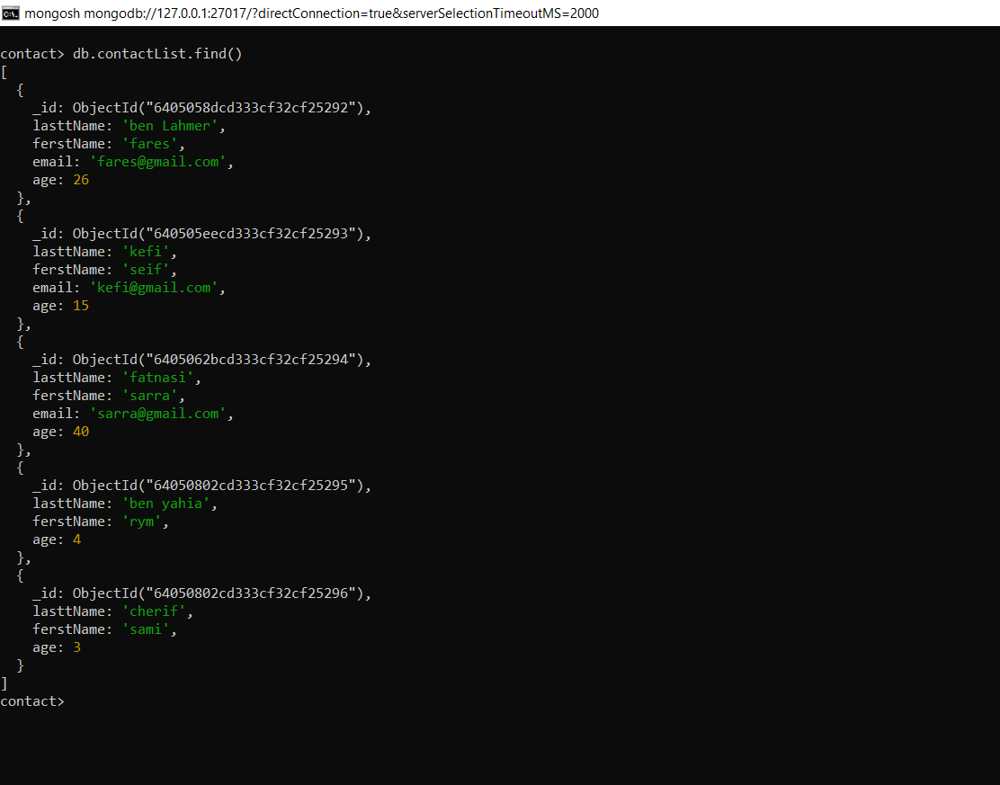 mongosh mongodb://127.0.0.1:27017/?directConnection=true&serverSelectionTimeoutMS=2000
contact> db.contactList.find()
[
  {
    _id: ObjectId("6405058dcd333cf32cf25292"),
    lasttName: 'ben Lahmer',
    ferstName: 'fares',
    email: 'fares@gmail.com',
    age: 26
  },
  {
    _id: ObjectId("640505eecd333cf32cf25293"),
    lasttName: 'kefi',
    ferstName: 'seif',
    email: 'kefi@gmail.com',
    age: 15
  },
  {
    _id: ObjectId("6405062bcd333cf32cf25294"),
    lasttName: 'fatnasi',
    ferstName: 'sarra',
    email: 'sarra@gmail.com',
    age: 40
  },
  {
    _id: ObjectId("64050802cd333cf32cf25295"),
    lasttName: 'ben yahia',
    ferstName: 'rym',
    age: 4
  },
  {
    _id: ObjectId("64050802cd333cf32cf25296"),
    lasttName: 'cherif',
    ferstName: 'sami',
    age: 3
  }
]
contact>